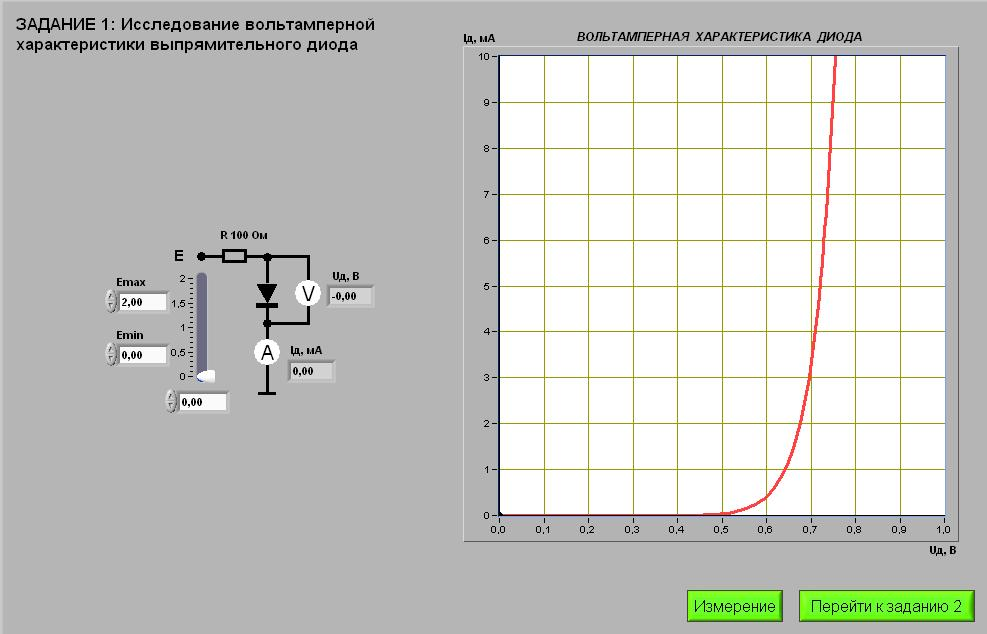 ЗАДАНИЕ 1: Исследование вольтамперной
характеристики выпрямительного диода
Iд, мА
ВОЛЬТАМПЕРНАЯ ХАРАКТЕРИСТИКА ДИОДА
10
9
8
7
6
5
4
3
2
1
0
0,0 0,1 0,2 0,3 0,4 0,5 0,6 0,7 0,8 0,9 1,0
Uд, В
R 100 Ом
E
Emax
2,00
Emin
0,00
2
1,5
1
0,5
0
0,00
V
Uд, В
-0,00
A
Iд, мА
0,00
Измерение
Перейти к заданию 2